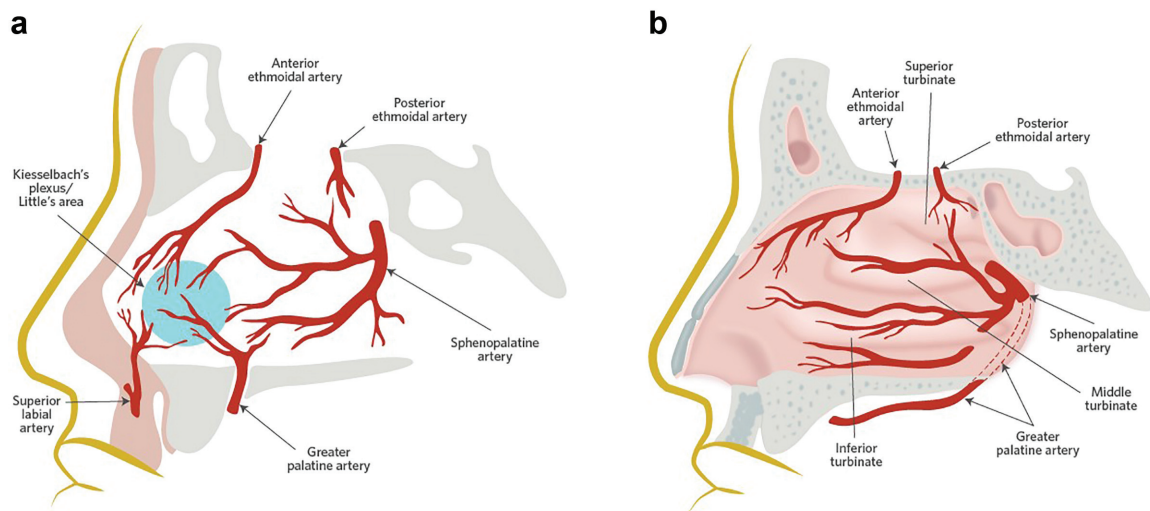 a
Anterior
ethmoidal artery
Posterior
ethmoidal artery
Kiesselbach's
plexus/
Little's area
Sphenopalatine
artery
Superior
labial
artery
Greater
palatine artery
b
Superior
turbinate
Anterior
ethmoidal
artery
Posterior
ethmoidal artery
Sphenopalatine
artery
Middle
turbinate
Greater
palatine artery
Inferior
turbinate